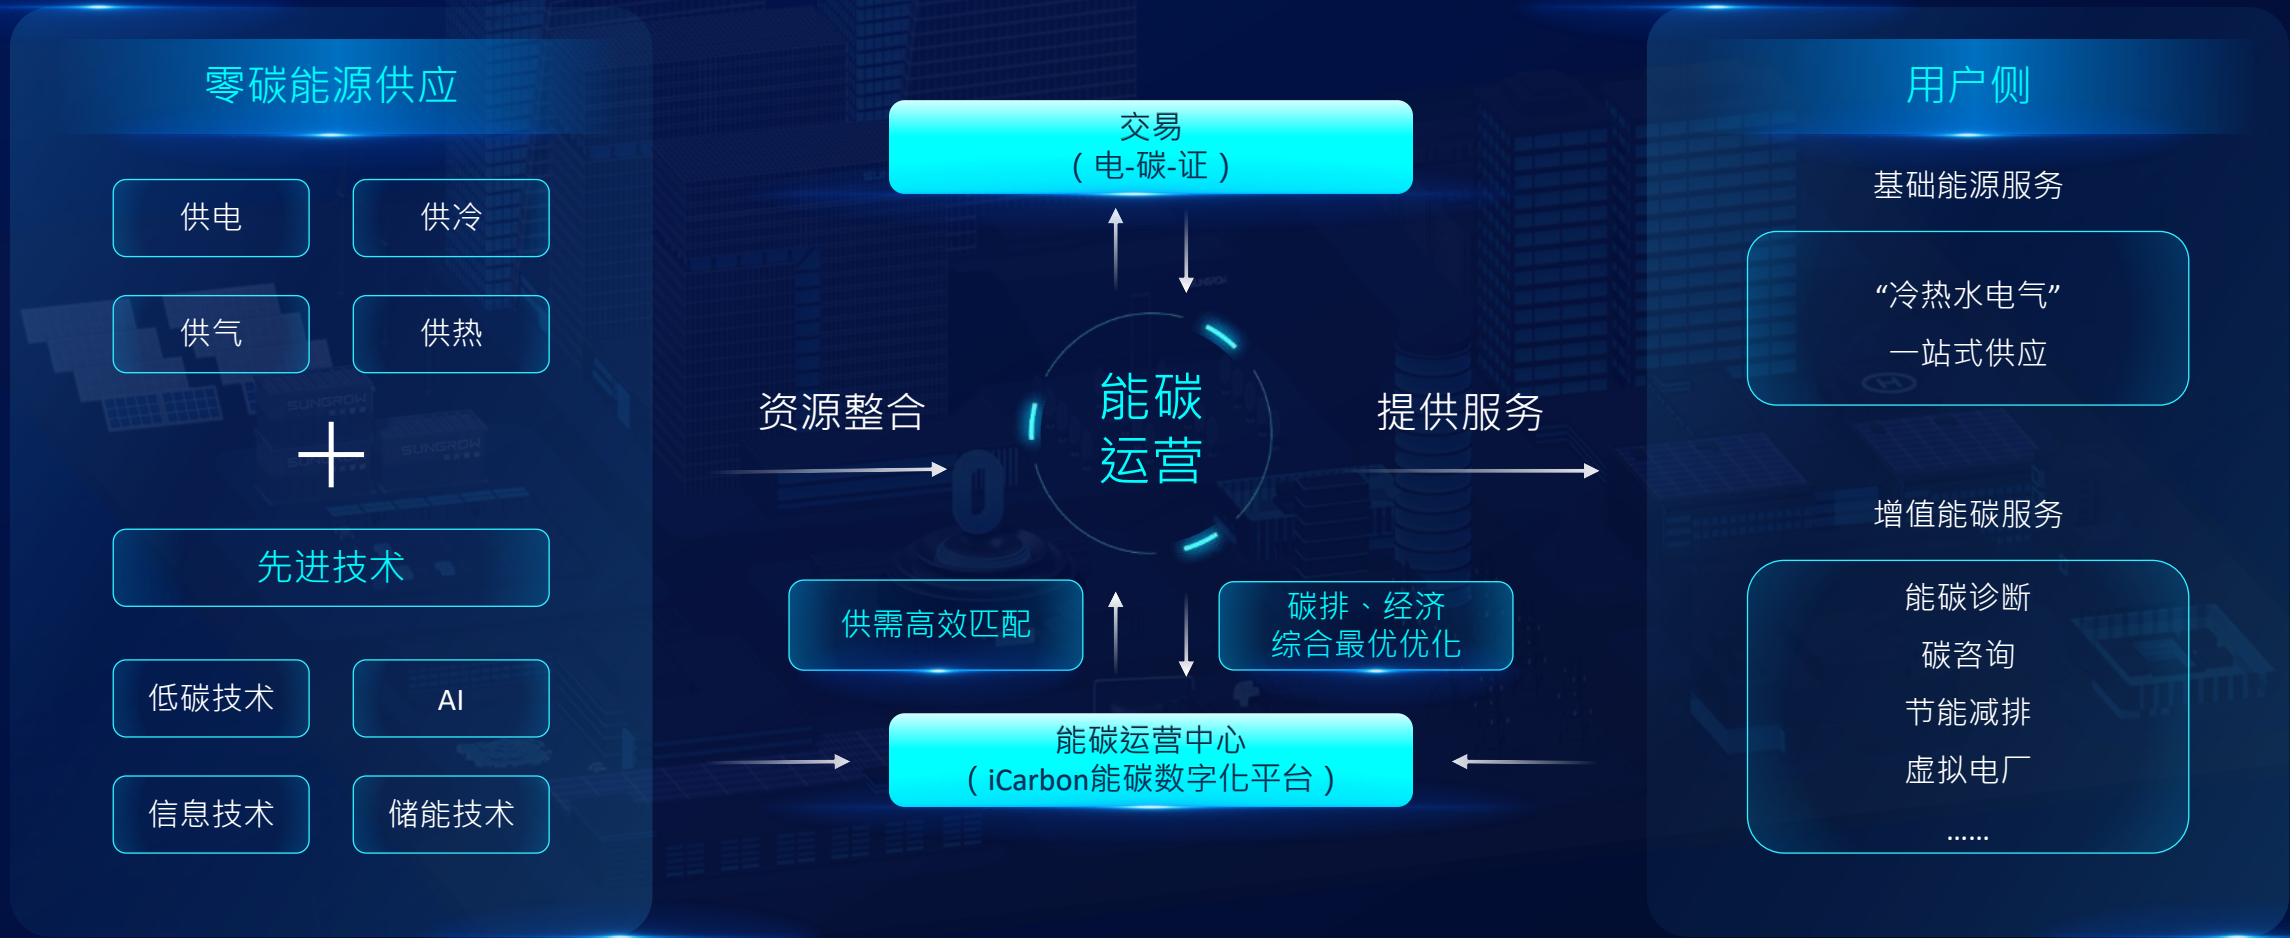 零碳能源供应
供电
供冷
供气
供热
SUNGROW
SUNGROW
先进技术
低碳技术
AI
信息技术
储能技术
交易
（电-碳-证）
资源整合
能碳
运营
提供服务
供需高效匹配
碳排、经济
综合最优优化
能碳运营中心
（iCarbon能碳数字化平台）
用户侧
基础能源服务
“冷热水电气”
一站式供应
增值能碳服务
能碳诊断
碳咨询
节能减排
虚拟电厂
……